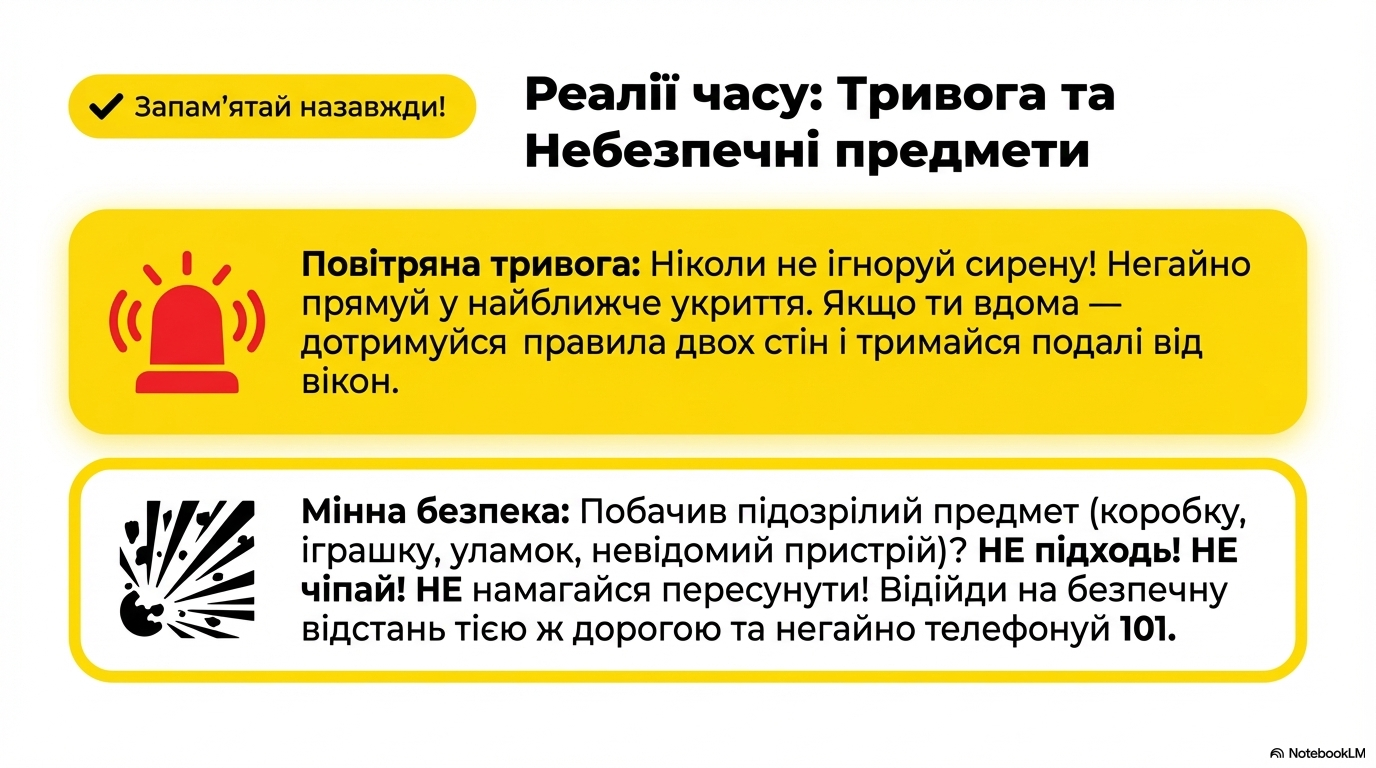 Запам’ятай назавжди!
Реалії часу: Тривога та
Небезпечні предмети
Повітряна тривога: Ніколи не ігноруй сирену! Негайно
прямуй у найближче укриття. Якщо ти вдома —
дотримуйся правила двох стін і тримайся подалі від
вікон.
Мінна безпека: Побачив підозрілий предмет (коробку,
іграшку, уламок, невідомий пристрій)? НЕ підходь! НЕ
чіпай! НЕ намагайся пересунути! Відійди на безпечну
відстань тією ж дорогою та негайно телефонуй 101.
NotebookLM